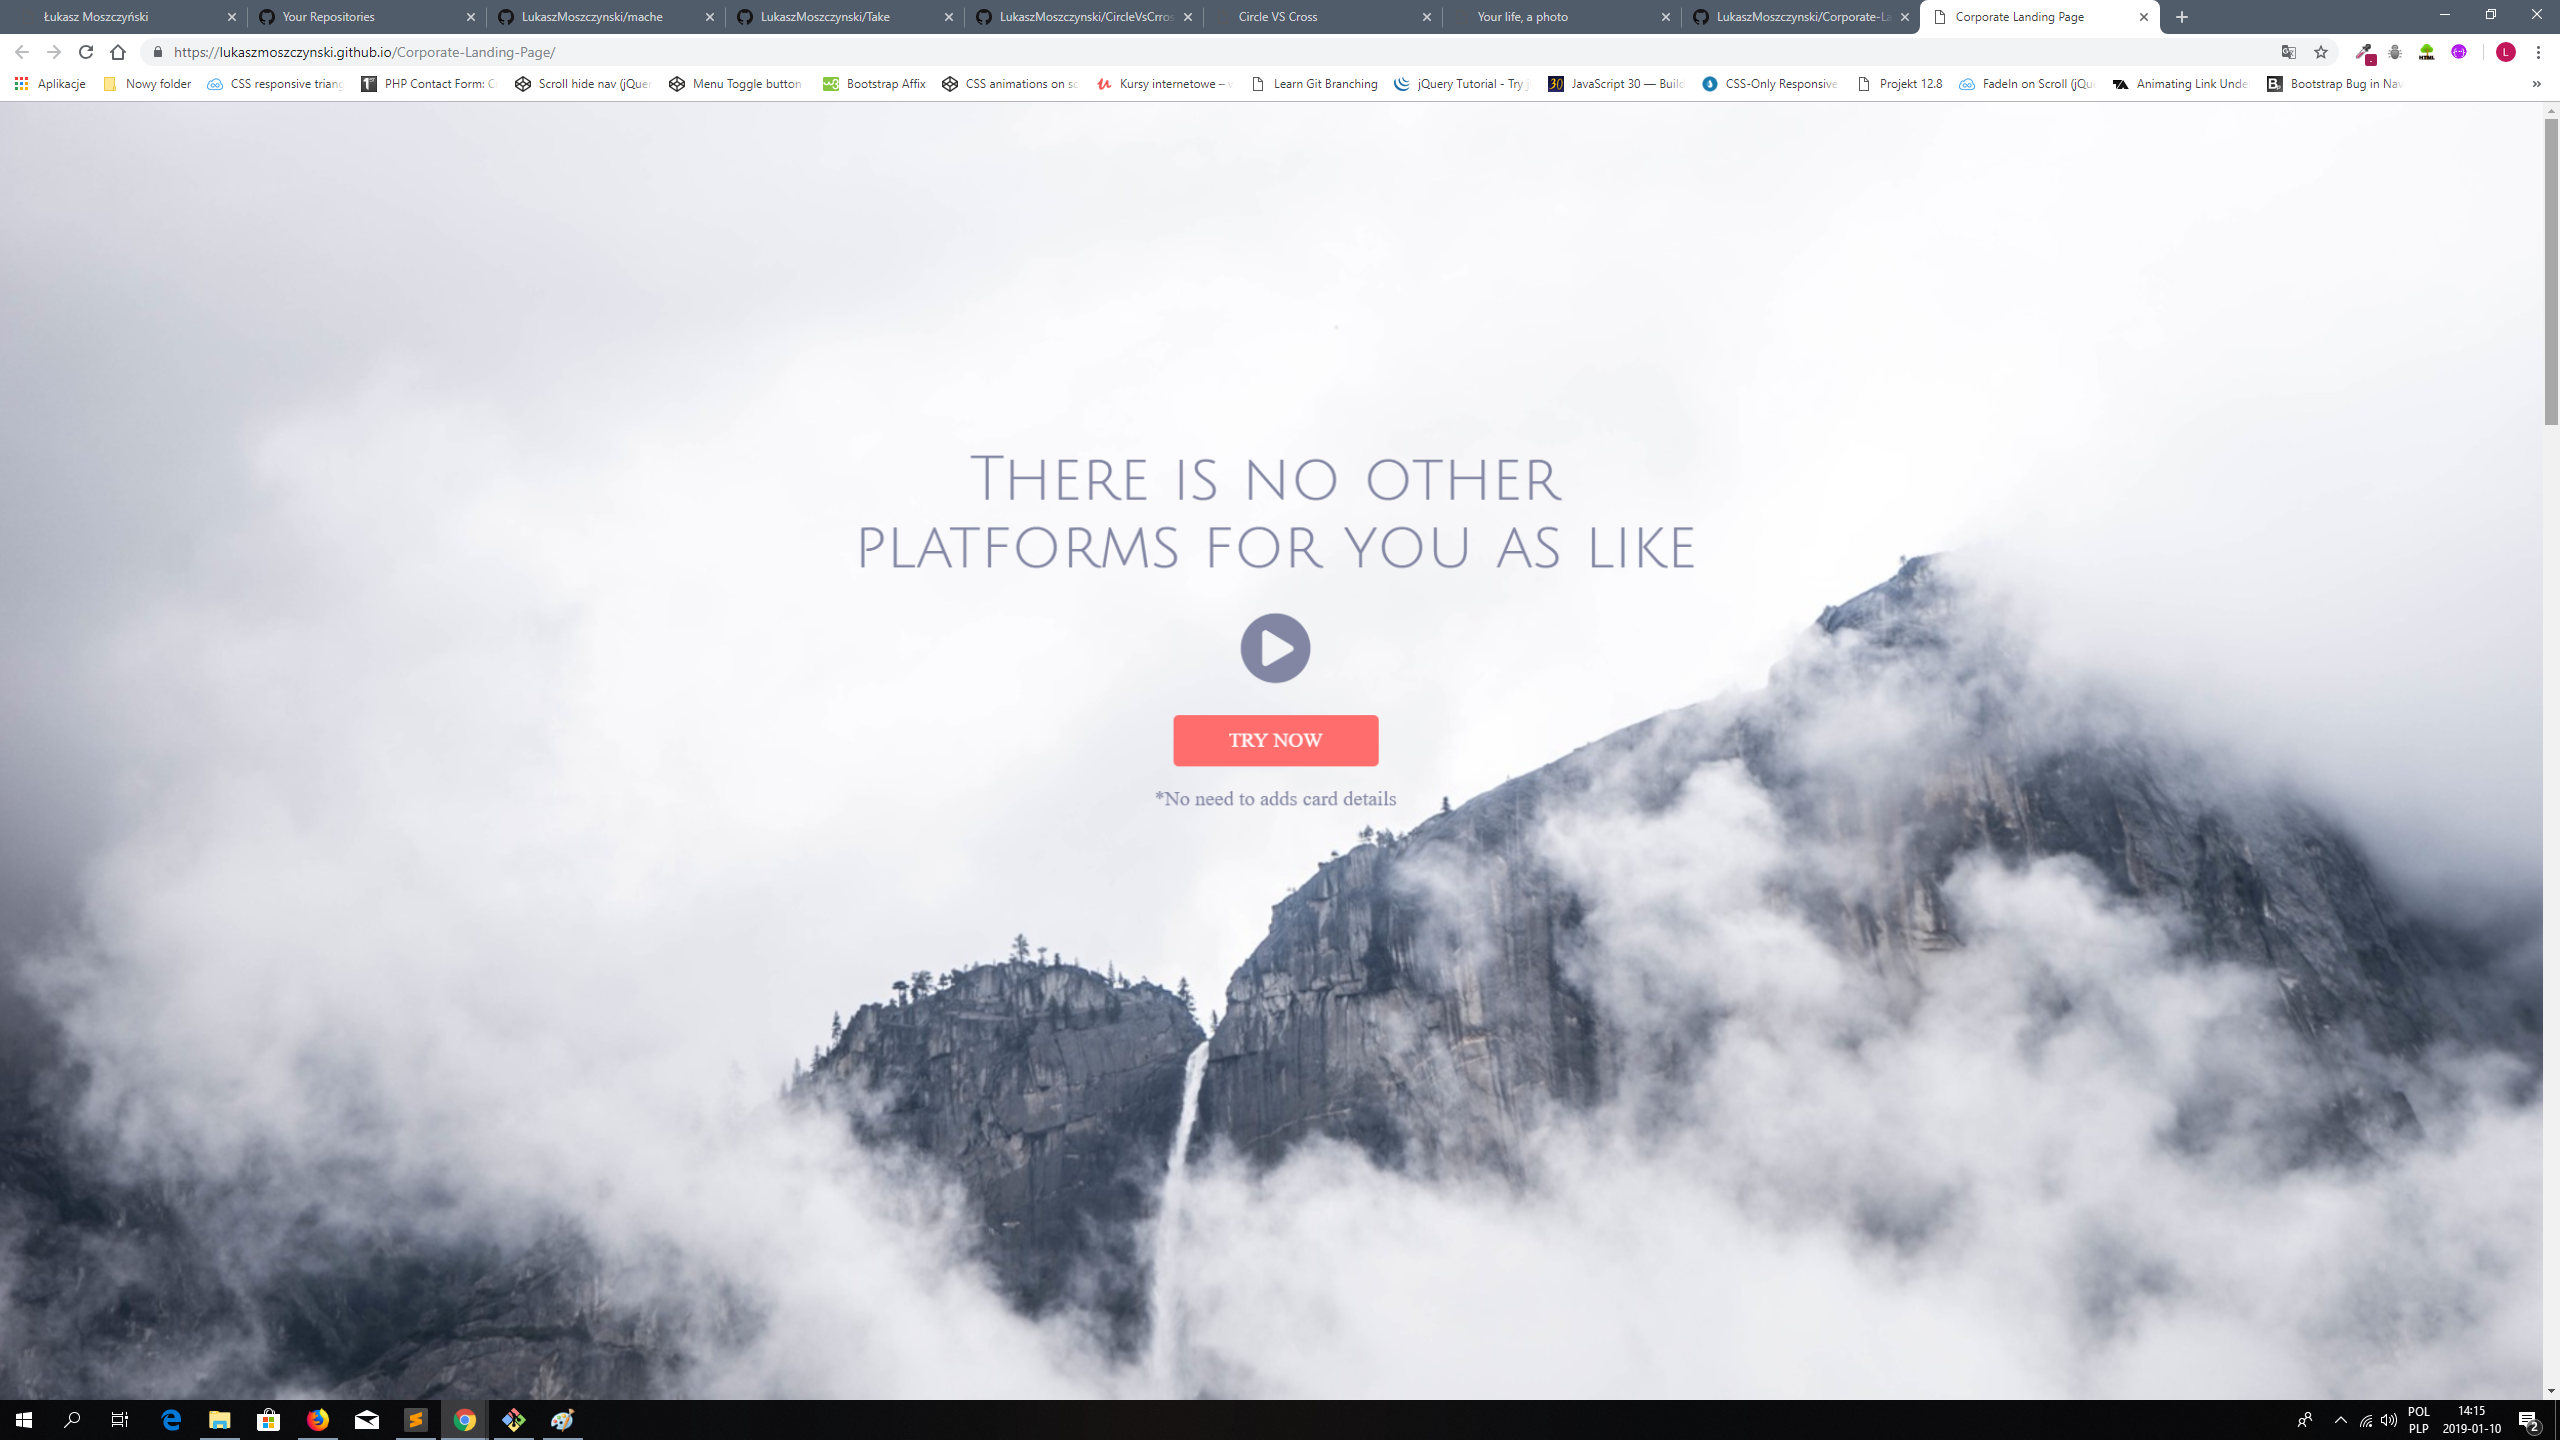 Łukasz Moszczyński
Your Repositories
LukaszMoszczynski/mache
LukaszMoszczynski/Take
LukaszMoszczynski/CircleVsCrros
Circle VS Cross
Your life, a photo
LukaszMoszczynski/Corporate-La
Corporate Landing Page
https://lukaszmoszczynski.github.io/Corporate-Landing-Page/
L
Aplikacje
Nowy folder
CSS responsive triang
PHP Contact Form: Cr
Scroll hide nav (jQuer
Menu Toggle button
Bootstrap Affix
CSS animations on sc
Kursy internetowe –
Learn Git Branching
jQuery Tutorial - Try j
JavaScript 30 — Build
CSS-Only Responsive
Projekt 12.8
FadeIn on Scroll (jQue
Animating Link Unde
Bootstrap Bug in Nav
THERE IS NO OTHER
PLATFORMS FOR YOU AS LIKE
TRY NOW
*No need to adds card details
POL
PLP
14:15
2019-01-10
2